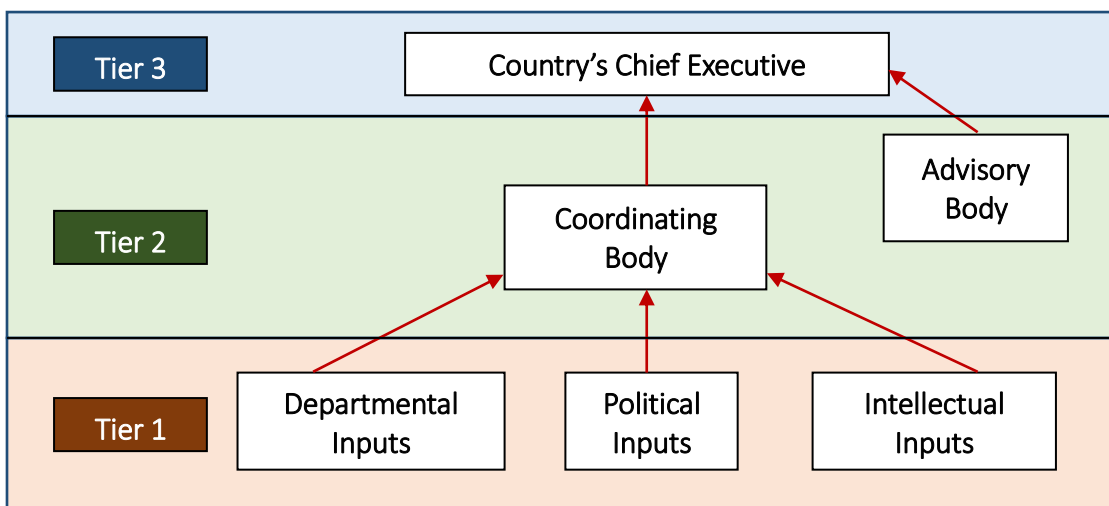 Tier 3
Country’s Chief Executive
Advisory
Body
Tier 2
Coordinating
Body
Tier 1
Departmental
Inputs
Political
Inputs
Intellectual
Inputs